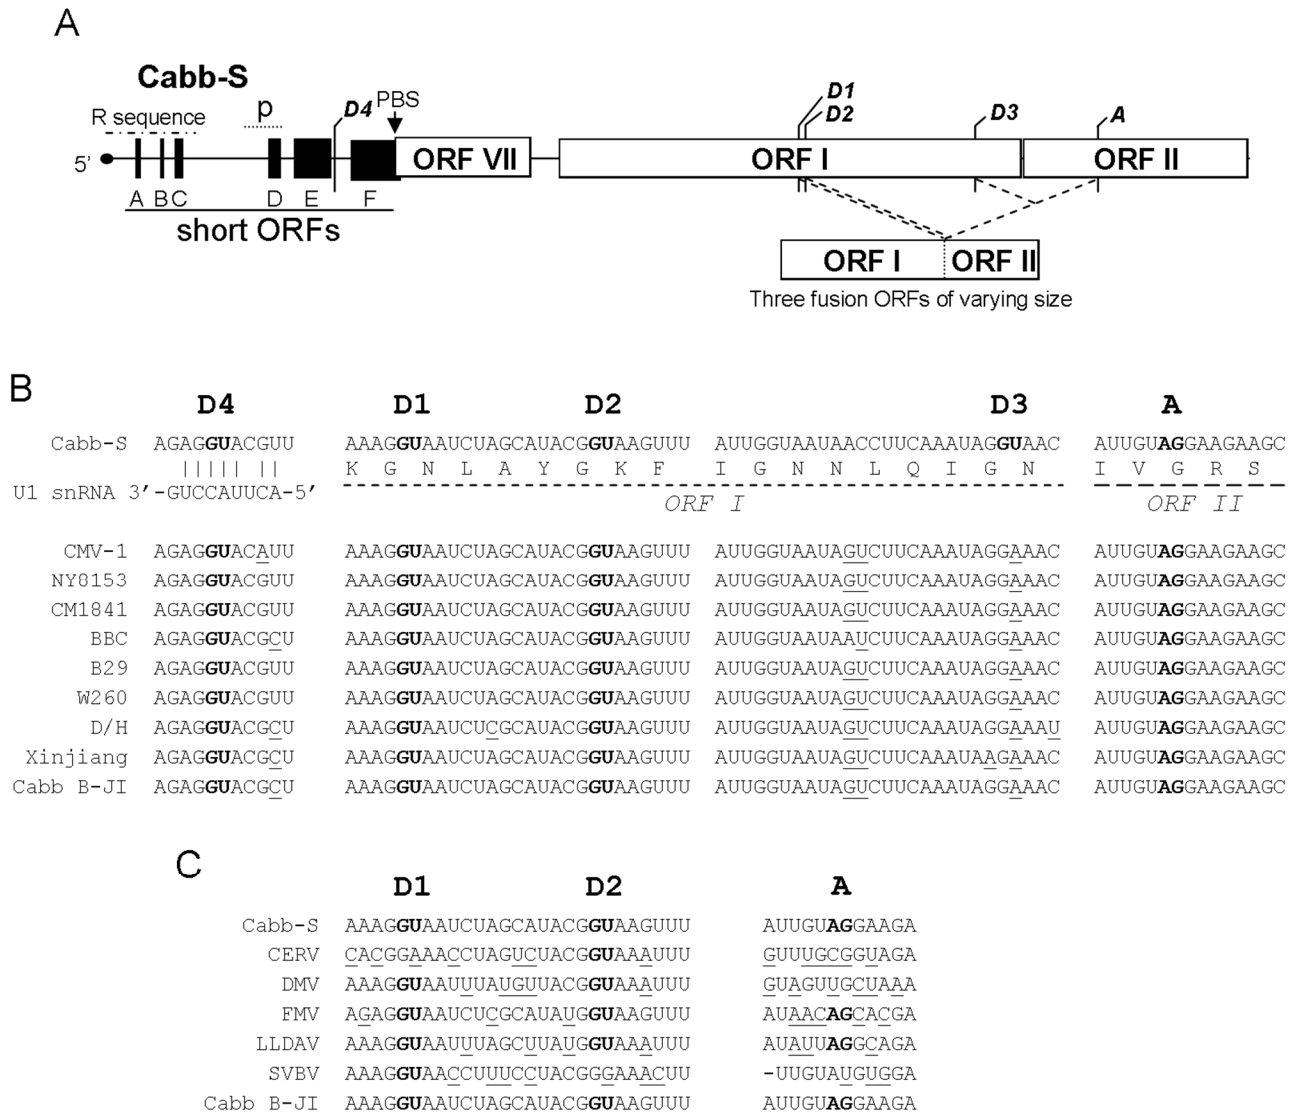 A
Cabb-S
R sequence
p
D4
PBS
D1
D2
D3
A
5'
ORF VII
ORF I
ORF II
A B C D E F
short ORFs
ORF I ORF II
Three fusion ORFs of varying size
B
D4 D1 D2 D3 A
Cabb-S AGAGGUACGUU AAAGGUAAUCUAGCAUACGGUAAGUUU AUUGGUAAUAACCUUCAAAUAGGUAAC AUUGUAGGAAGAAGC
K G N L A Y G K F I G N N L Q I G N I V G R S
U1 snRNA 3’-GUCCAUUCA-5’
ORF I ORF II
CMV-1 AGAGGUACAUU AAAGGUAAUCUAGCAUACGGUAAGUUU AUUGGUAAUAGUCUUCAAAUAGGAAAC AUUGUAGGAAGAAGC
NY8153 AGAGGUACGUU AAAGGUAAUCUAGCAUACGGUAAGUUU AUUGGUAAUAGUCUUCAAAUAGGAAAC AUUGUAGGAAGAAGC
CM1841 AGAGGUACGUU AAAGGUAAUCUAGCAUACGGUAAGUUU AUUGGUAAUAGUCUUCAAAUAGGAAAC AUUGUAGGAAGAAGC
BBC AGAGGUACGCU AAAGGUAAUCUAGCAUACGGUAAGUUU AUUGGUAAUAAUCUUCAAAUAGGAAAC AUUGUAGGAAGAAGC
B29 AGAGGUACGUU AAAGGUAAUCUAGCAUACGGUAAGUUU AUUGGUAAUAGUCUUCAAAUAGGAAAC AUUGUAGGAAGAAGC
W260 AGAGGUACGUU AAAGGUAAUCUAGCAUACGGUAAGUUU AUUGGUAAUAGUCUUCAAAUAGGAAAC AUUGUAGGAAGAAGC
D/H AGAGGUACGCU AAAGGUAAUCUCGCAUACGGUAAGUUU AUUGGUAAUAGUCUUCAAAUAGGAAAU AUUGUAGGAAGAAGC
Xinjiang AGAGGUACGCU AAAGGUAAUCUAGCAUACGGUAAGUUU AUUGGUAAUAGUCUUCAAAUAAGAAAC AUUGUAGGAAGAAGC
Cabb B-JI AGAGGUACGCU AAAGGUAAUCUAGCAUACGGUAAGUUU AUUGGUAAUAGUCUUCAAAUAGGAAAC AUUGUAGGAAGAAGC
C
D1 D2 A
Cabb-S AAAGGUAAUCUAGCAUACGGUAAGUUU AUUGUAGGAAGA
CERV CACGGAAACCUAGUCUACGGUAAAUUU GUUUGCGGUAGA
DMV AAAGGUAAUUUAUGUUACGGUAAAUUU GUAGUUGCUAAA
FMV AGAGGUAAUCUCGCAUAUGGUAAGUUU AUAACAGCACGA
LLDAV AAAGGUAAUUUAGCUUAUGGUAAAUUU AUAUUAGGCAGA
SVBV AAAGGUAACCUUUCCUACGGGAAACUU -UUGUAUGUGGA
Cabb B-JI AAAGGUAAUCUAGCAUACGGUAAGUUU AUUGUAGGAAGA